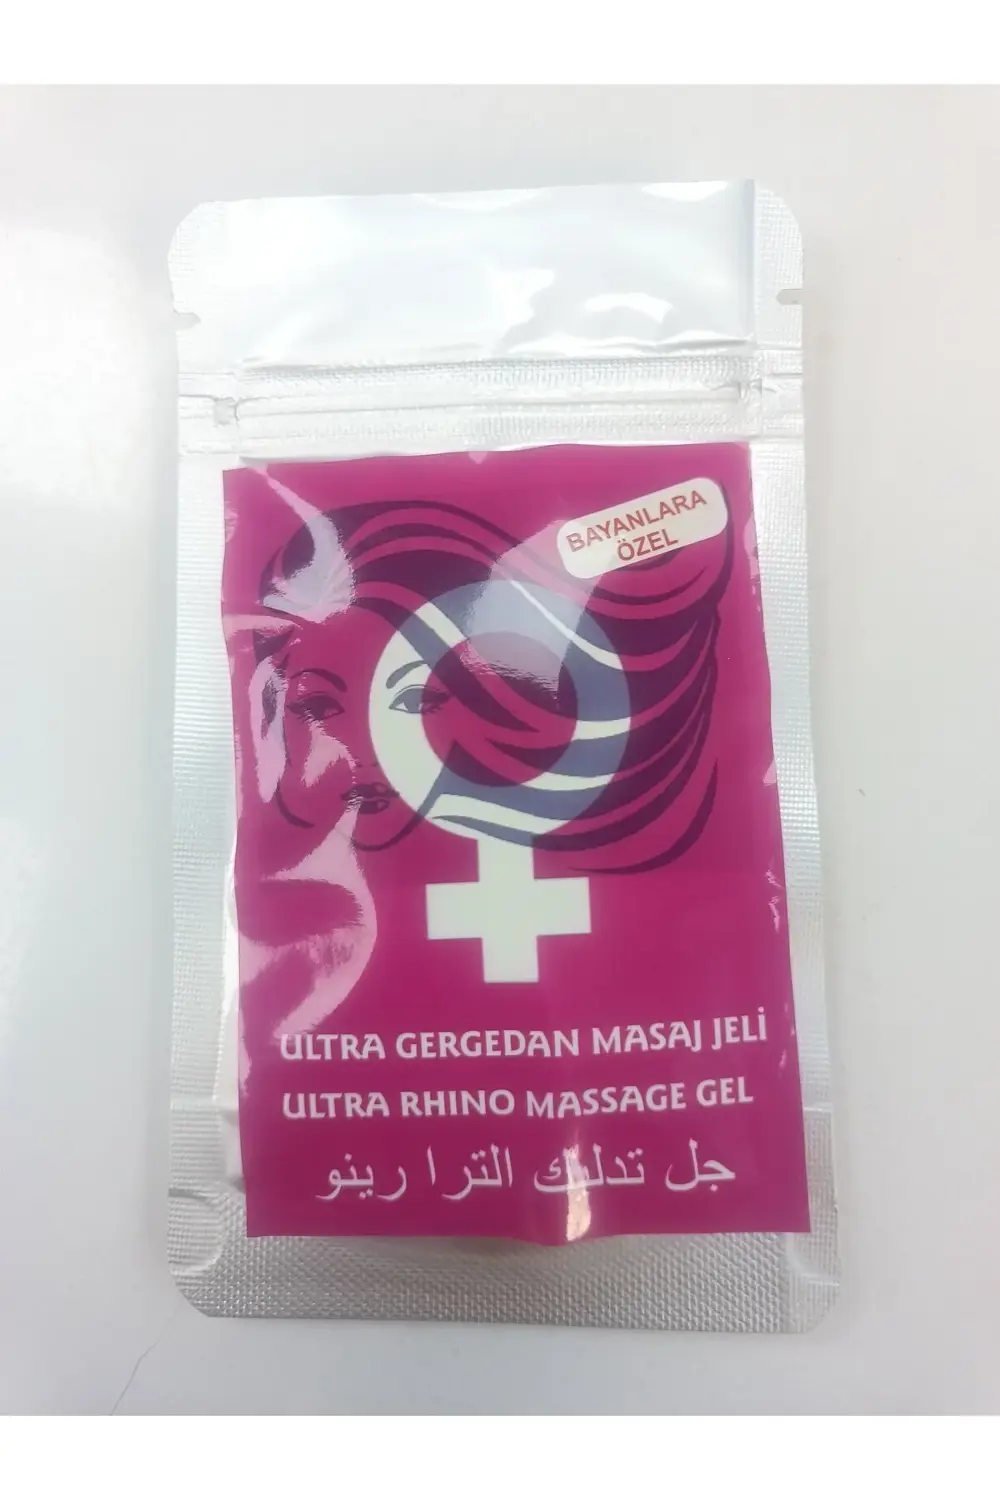 BAYANLARA
ÖZEL
ULTRA GERGEDAN MASAJ JELİ
ULTRA RHINO MASSAGE GEL
جل تدليك الترا رينو